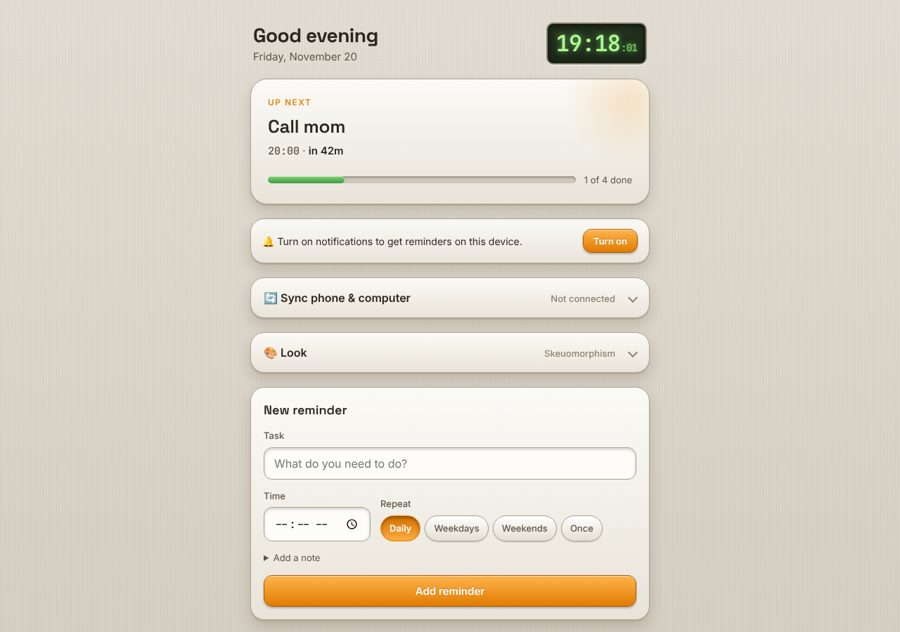 Good evening
Friday, November 20
19:18:01
UP NEXT
Call mom
20:00 · in 42m
1 of 4 done
🔔 Turn on notifications to get reminders on this device.
Turn on
🔄 Sync phone & computer
Not connected
🎨 Look
Skeuomorphism
New reminder
Task
What do you need to do?
Time
Repeat
--:-- --
Daily
Weekdays
Weekends
Once
Add a note
Add reminder